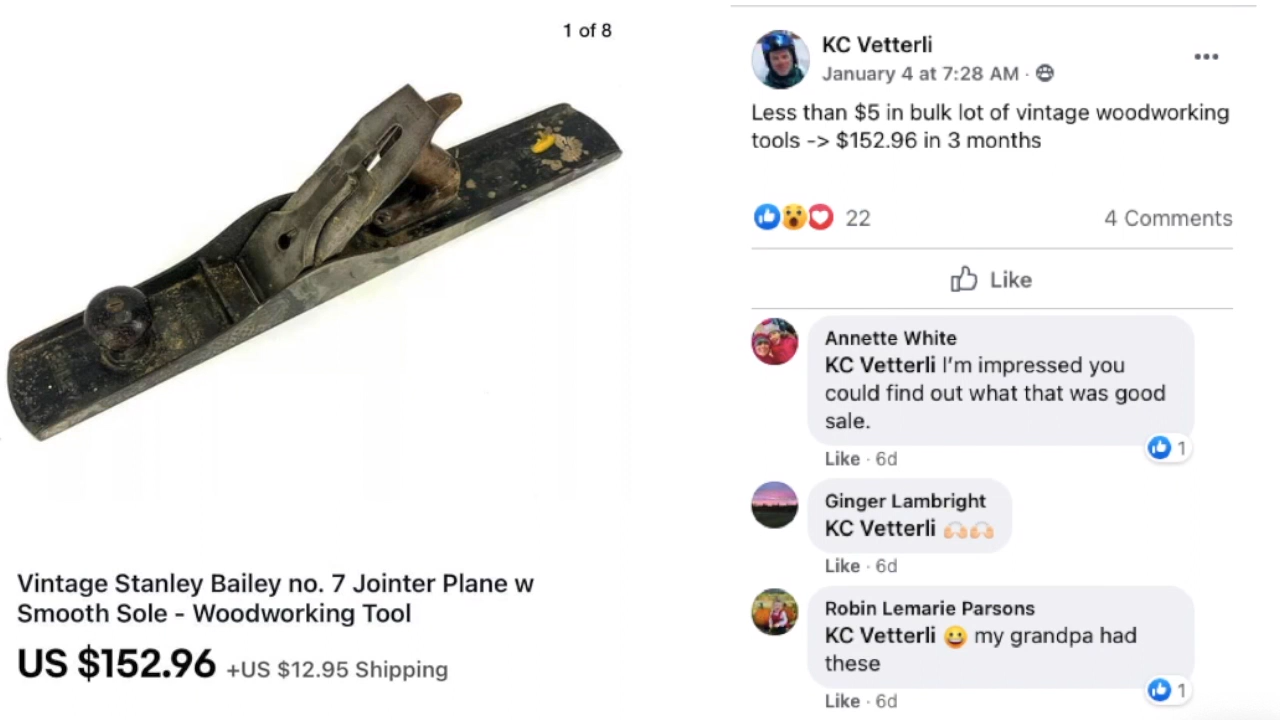 1 of 8
Vintage Stanley Bailey no. 7 Jointer Plane w
Smooth Sole - Woodworking Tool
US $152.96 +US $12.95 Shipping
KC Vetterli
January 4 at 7:28 AM ·
Less than $5 in bulk lot of vintage woodworking
tools -> $152.96 in 3 months
22
4 Comments
Like
Annette White
KC Vetterli I'm impressed you
could find out what that was good
sale.
1
Like · 6d
Ginger Lambright
KC Vetterli 🙌🏻🙌🏻
Like · 6d
Robin Lemarie Parsons
KC Vetterli 😀 my grandpa had
these
1
Like · 6d